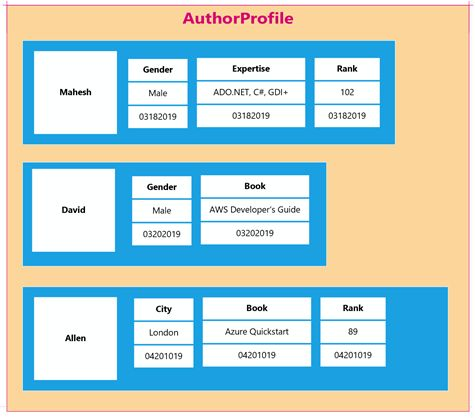 AuthorProfile
Mahesh
Gender Expertise Rank
Male ADO.NET, C#, GDI+ 102
03182019 03182019 03182019
David
Gender Book
Male AWS Developer's Guide
03202019 03202019
Allen
City Book Rank
London Azure Quickstart 89
04201019 04201019 04201019